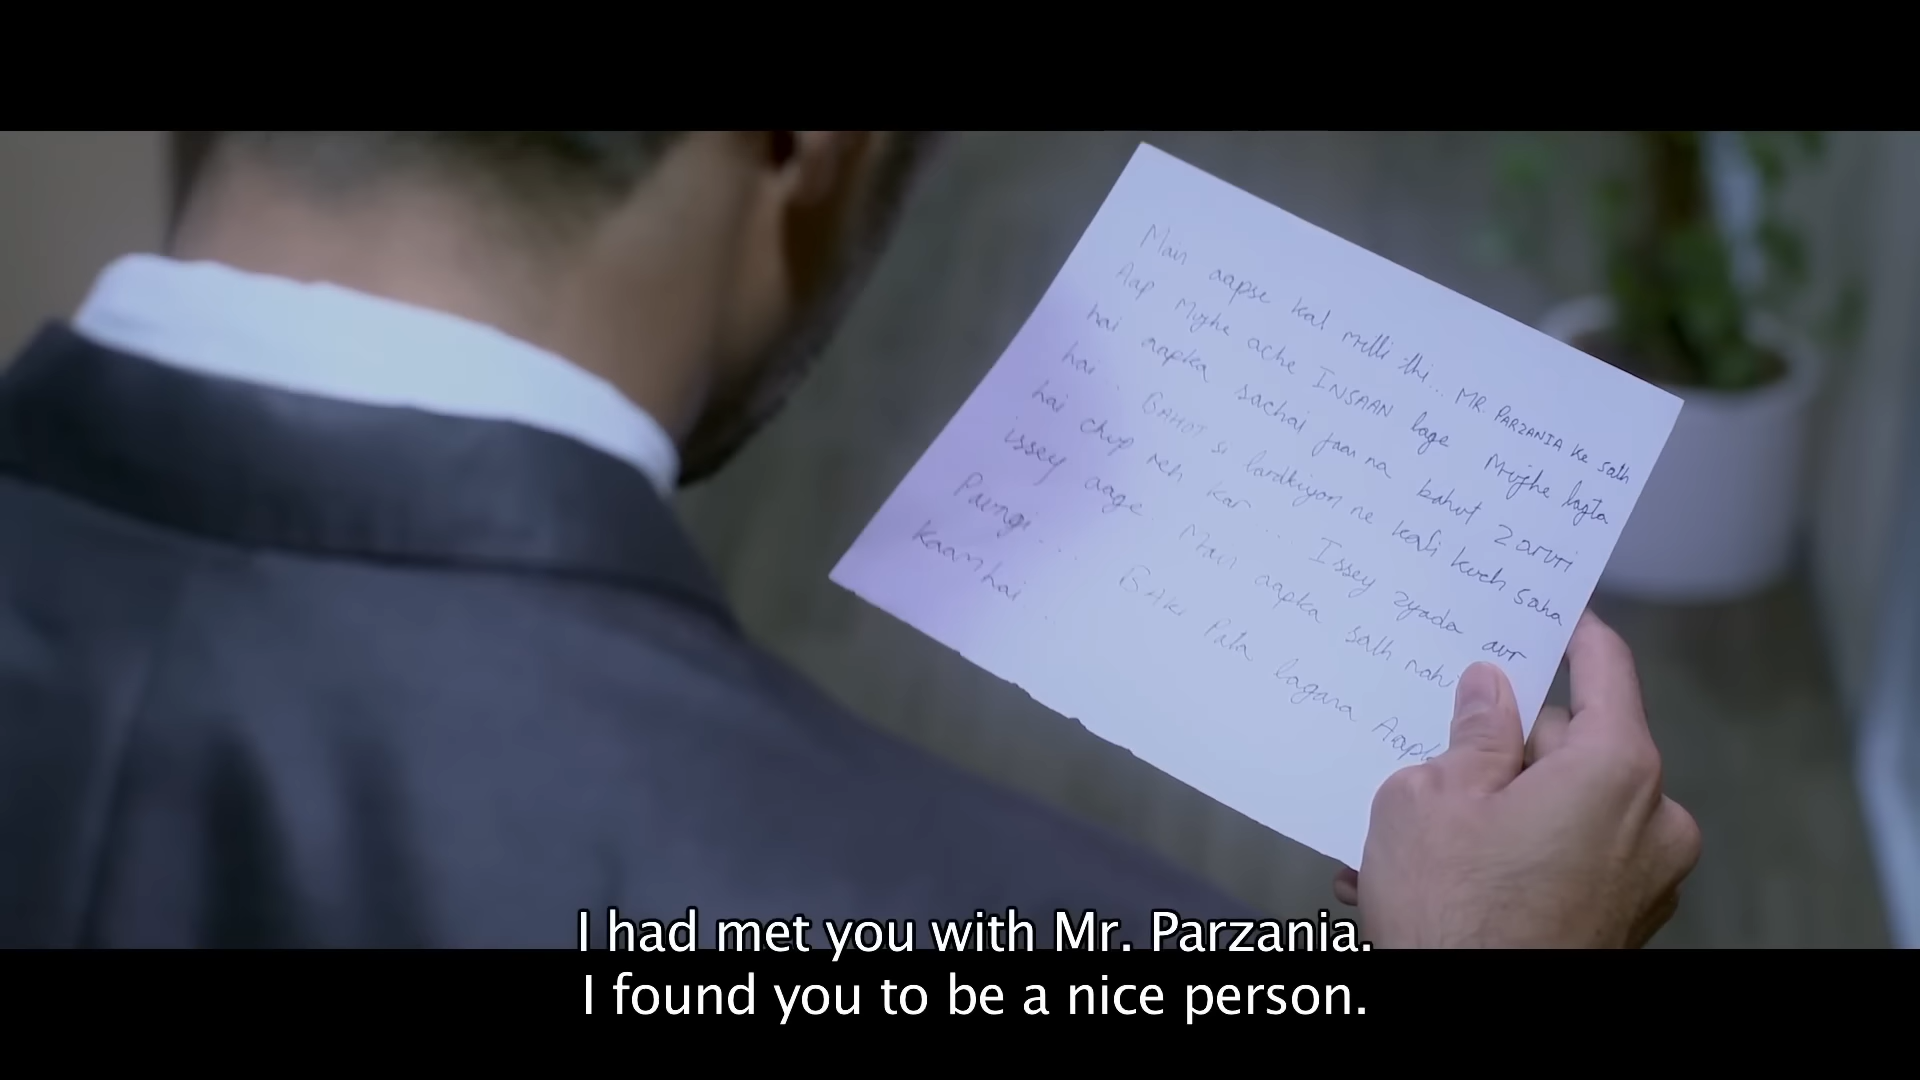 Main aapse kal milli thi... MR. PARZANIA ke sath
Aap Mujhe ache INSAAN lage Mujhe lagta
hai aapka sachai jaan na bahut Zaruri
hai. BAHOT si lardkiyon ne kafi kuch saha
hai chup reh kar... Issey zyada aur
issey aage Main aapka sath nahi
Paungi... BAKi Pata lagana Aapka
Kaam hai...
I had met you with Mr. Parzania.
I found you to be a nice person.